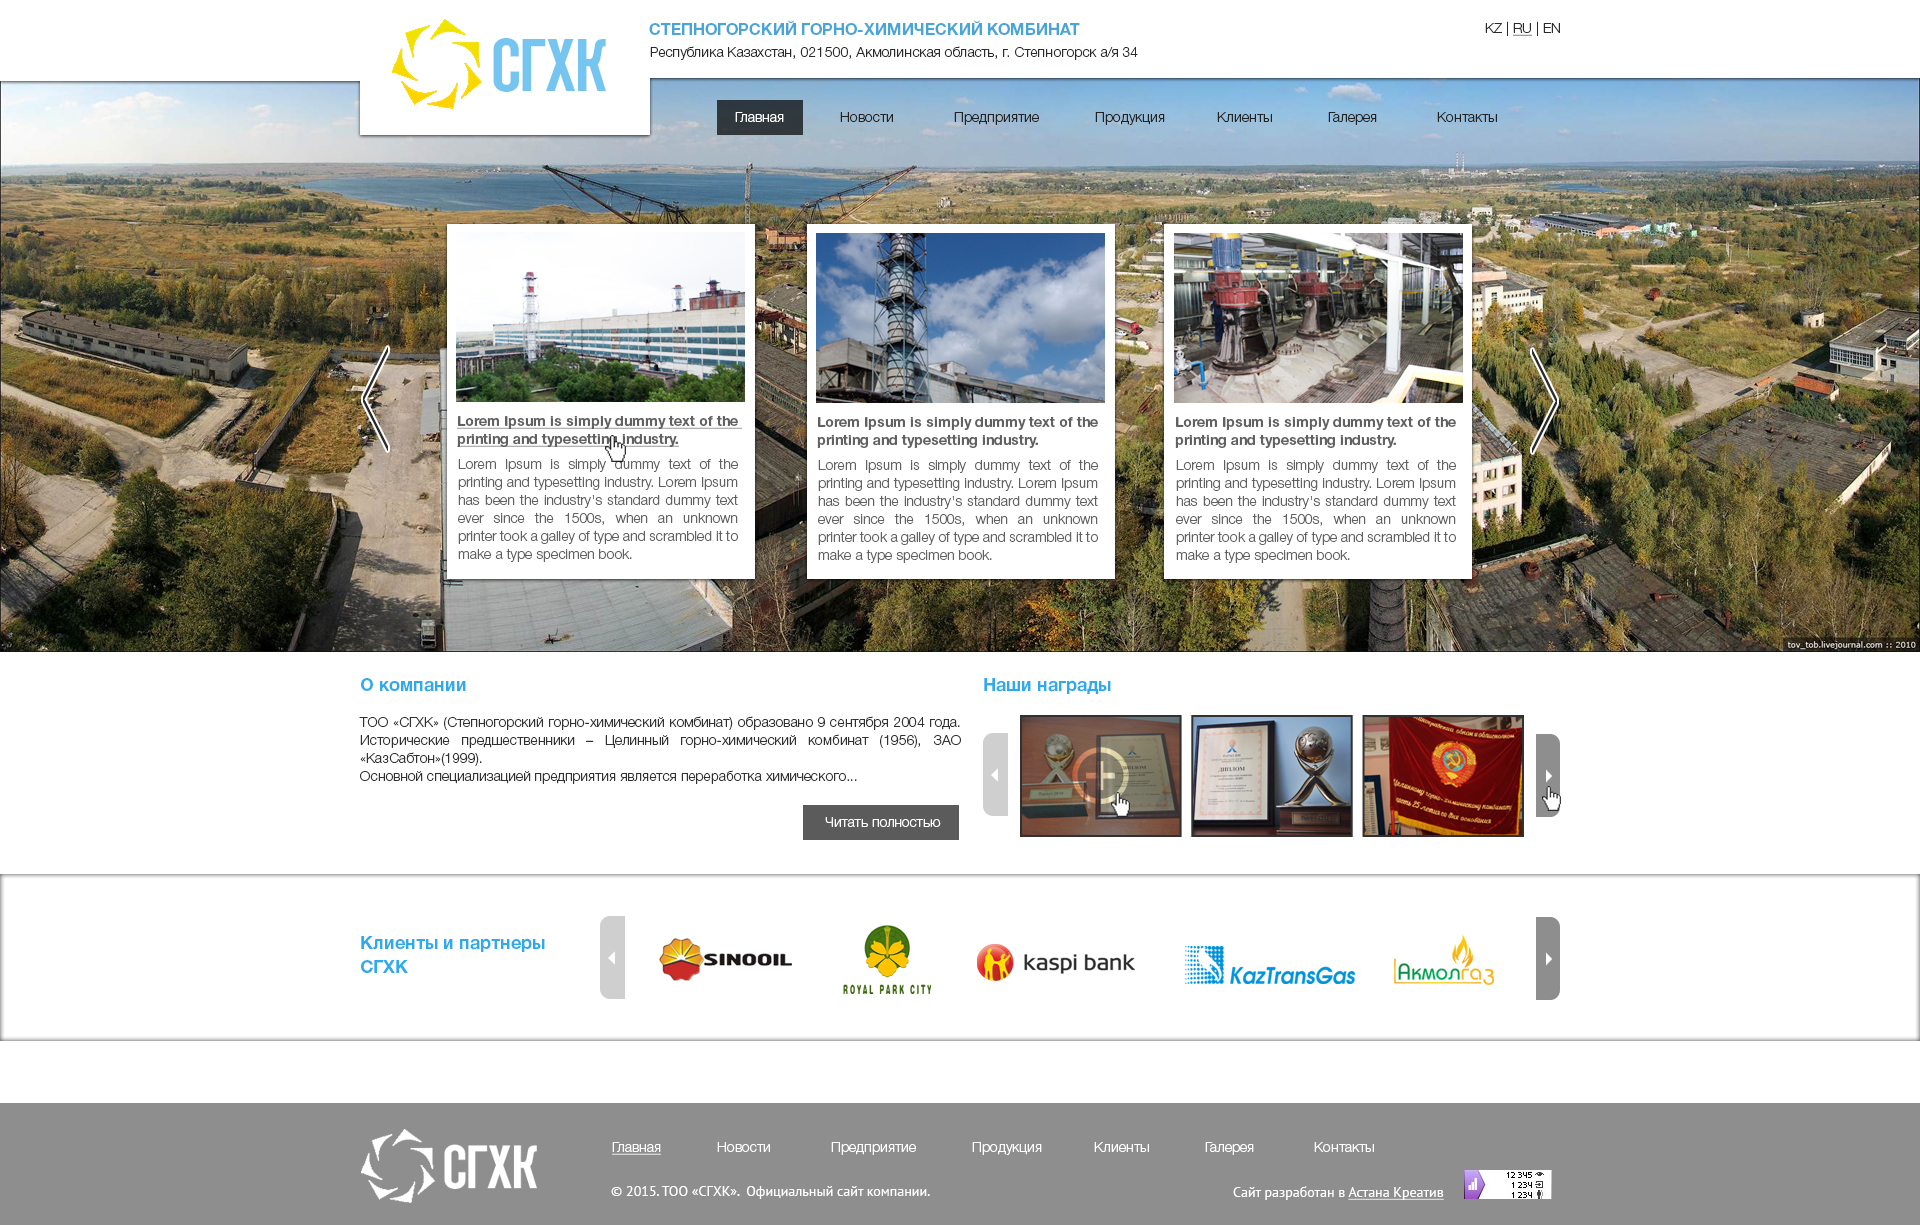 СГХК
СТЕПНОГОРСКИЙ ГОРНО-ХИМИЧЕСКИЙ КОМБИНАТ
Республика Казахстан, 021500, Акмолинская область, г. Степногорск а/я 34
KZ | RU | EN
Главная Новости Предприятие Продукция Клиенты Галерея Контакты
Lorem Ipsum is simply dummy text of the
printing and typesetting industry.
Lorem Ipsum is simply dummy text of the
printing and typesetting industry. Lorem Ipsum
has been the industry's standard dummy text
ever since the 1500s, when an unknown
printer took a galley of type and scrambled it to
make a type specimen book.
Lorem Ipsum is simply dummy text of the
printing and typesetting industry.
Lorem Ipsum is simply dummy text of the
printing and typesetting industry. Lorem Ipsum
has been the industry's standard dummy text
ever since the 1500s, when an unknown
printer took a galley of type and scrambled it to
make a type specimen book.
Lorem Ipsum is simply dummy text of the
printing and typesetting industry.
Lorem Ipsum is simply dummy text of the
printing and typesetting industry. Lorem Ipsum
has been the industry's standard dummy text
ever since the 1500s, when an unknown
printer took a galley of type and scrambled it to
make a type specimen book.
tov_tob.livejournal.com :: 2010
О компании
ТОО «СГХК» (Степногорский горно-химический комбинат) образовано 9 сентября 2004 года.
Исторические предшественники – Целинный горно-химический комбинат (1956), ЗАО
«КазСабтон»(1999).
Основной специализацией предприятия является переработка химического...
Читать полностью
Наши награды
ДИПЛОМ
Целинному горно-химическому комбинату
часть 25 летия со дня основания
Клиенты и партнеры
СГХК
SINOOIL
ROYAL PARK CITY
kaspi bank
KazTransGas
АкмолГаз
СГХК
Главная Новости Предприятие Продукция Клиенты Галерея Контакты
© 2015. ТОО «СГХК». Официальный сайт компании.
Сайт разработан в Астана Креатив
12 345
1 234
1 234